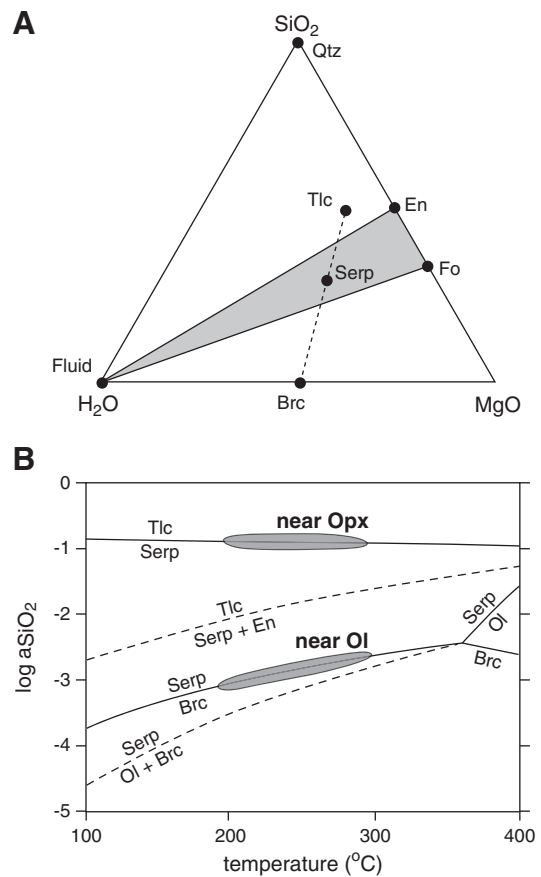 A
SiO2
Qtz
Tlc
En
Serp
Fo
Fluid
H2O
Brc
MgO
B
0
-1
-2
-3
-4
-5
log aSiO2
near Opx
Tlc
Serp
Tlc
Serp + En
near Ol
Serp
Brc
Serp
Ol
Brc
Serp
Ol + Brc
100
200
300
400
temperature (oC)